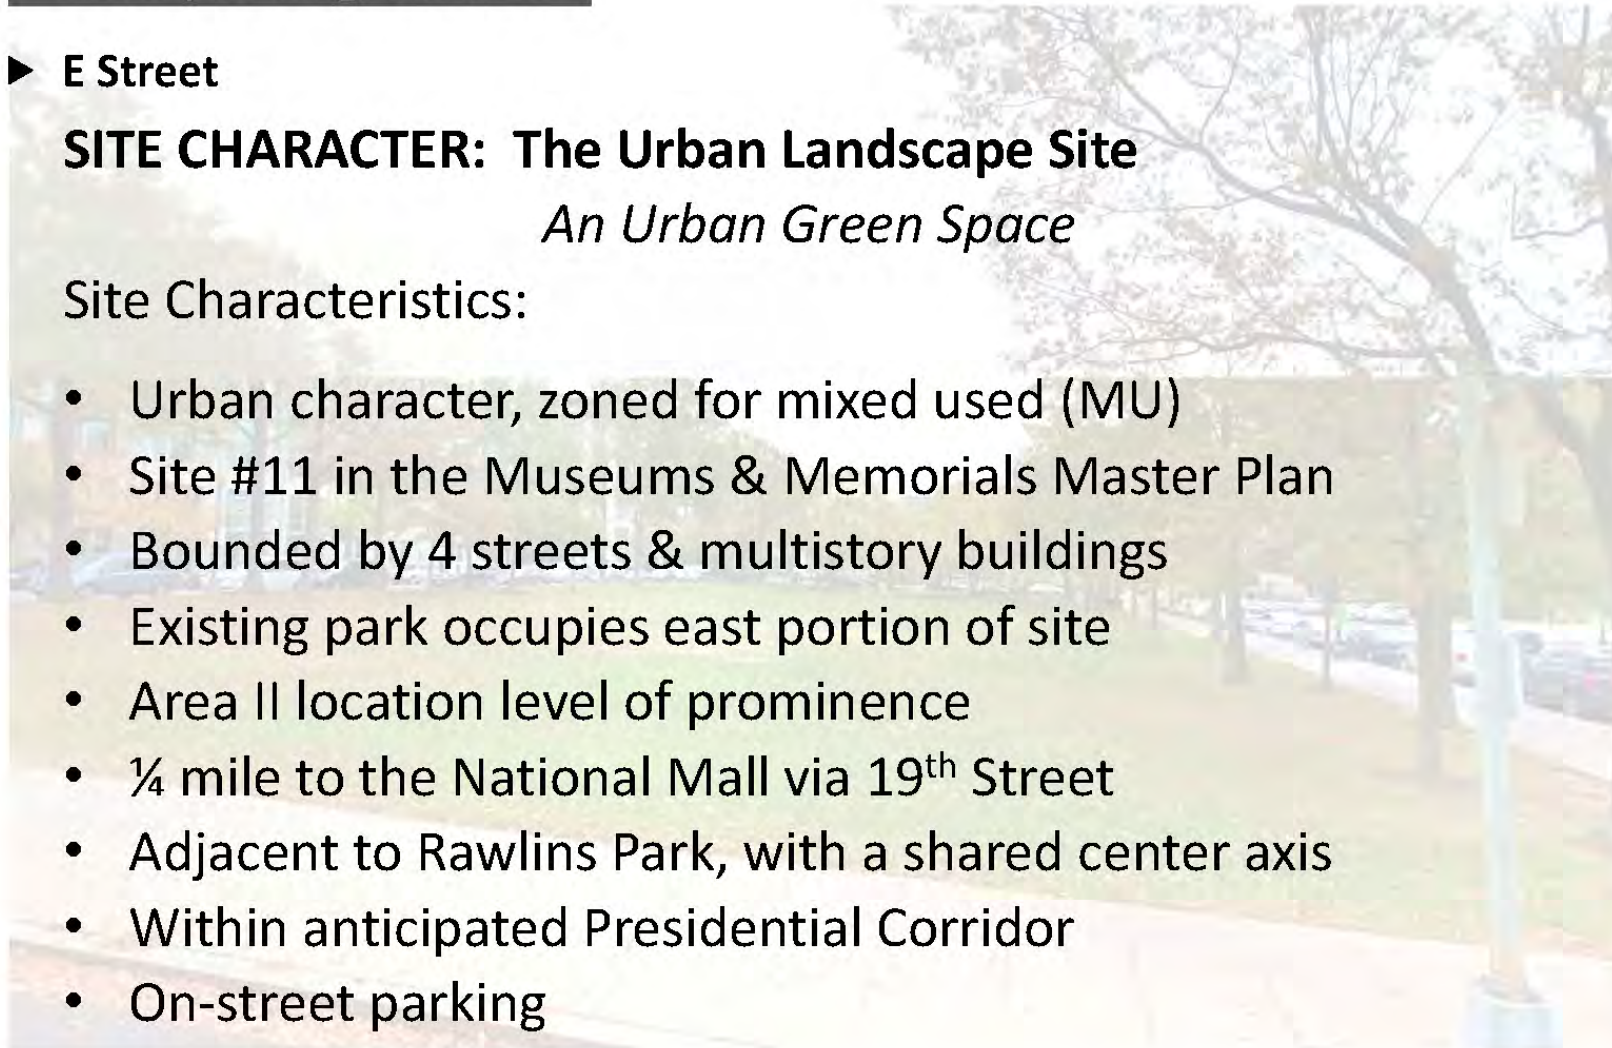 ► E Street
SITE CHARACTER: The Urban Landscape Site
An Urban Green Space
Site Characteristics:
• Urban character, zoned for mixed used (MU)
• Site #11 in the Museums & Memorials Master Plan
• Bounded by 4 streets & multistory buildings
• Existing park occupies east portion of site
• Area II location level of prominence
• ¼ mile to the National Mall via 19th Street
• Adjacent to Rawlins Park, with a shared center axis
• Within anticipated Presidential Corridor
• On-street parking